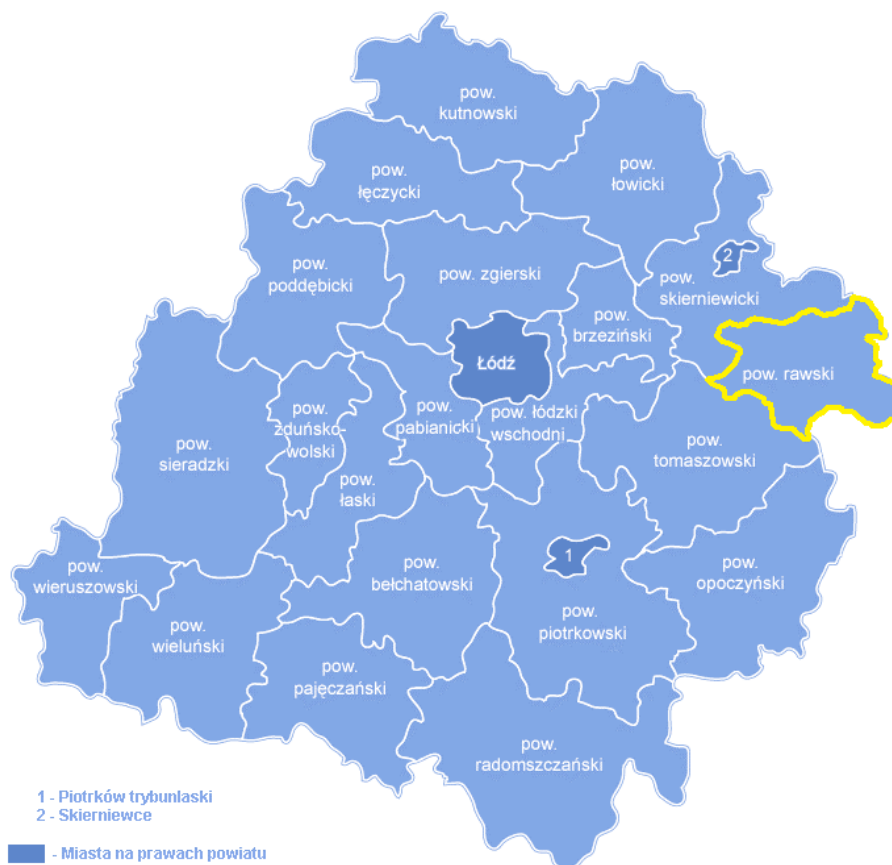 pow.
kutnowski
pow.
łowicki
pow.
łęczycki
2
pow.
poddębicki
pow. zgierski
pow.
skierniewicki
pow.
brzeziński
Łódź
pow. rawski
pow.
zduńsko-
wolski
pow.
pabianicki
pow. łódzki
wschodni
pow.
sieradzki
pow.
tomaszowski
pow.
łaski
1
pow.
wieruszowski
pow.
bełchatowski
pow.
opoczyński
pow.
wieluński
pow.
piotrkowski
pow.
pajęczański
pow.
radomszczański
1 - Piotrków trybunlaski
2 - Skierniewce
- Miasta na prawach powiatu